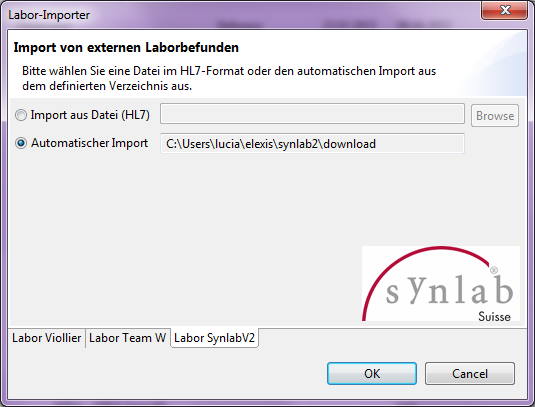 Labor-Importer
Import von externen Laborbefunden
Bitte wählen Sie eine Datei im HL7-Format oder den automatischen Import aus
dem definierten Verzeichnis aus.
Import aus Datei (HL7) Browse
Automatischer Import C:\Users\lucia\elexis\synlab2\download
synlab®
Suisse
Labor Viollier Labor Team W Labor SynlabV2
OK Cancel